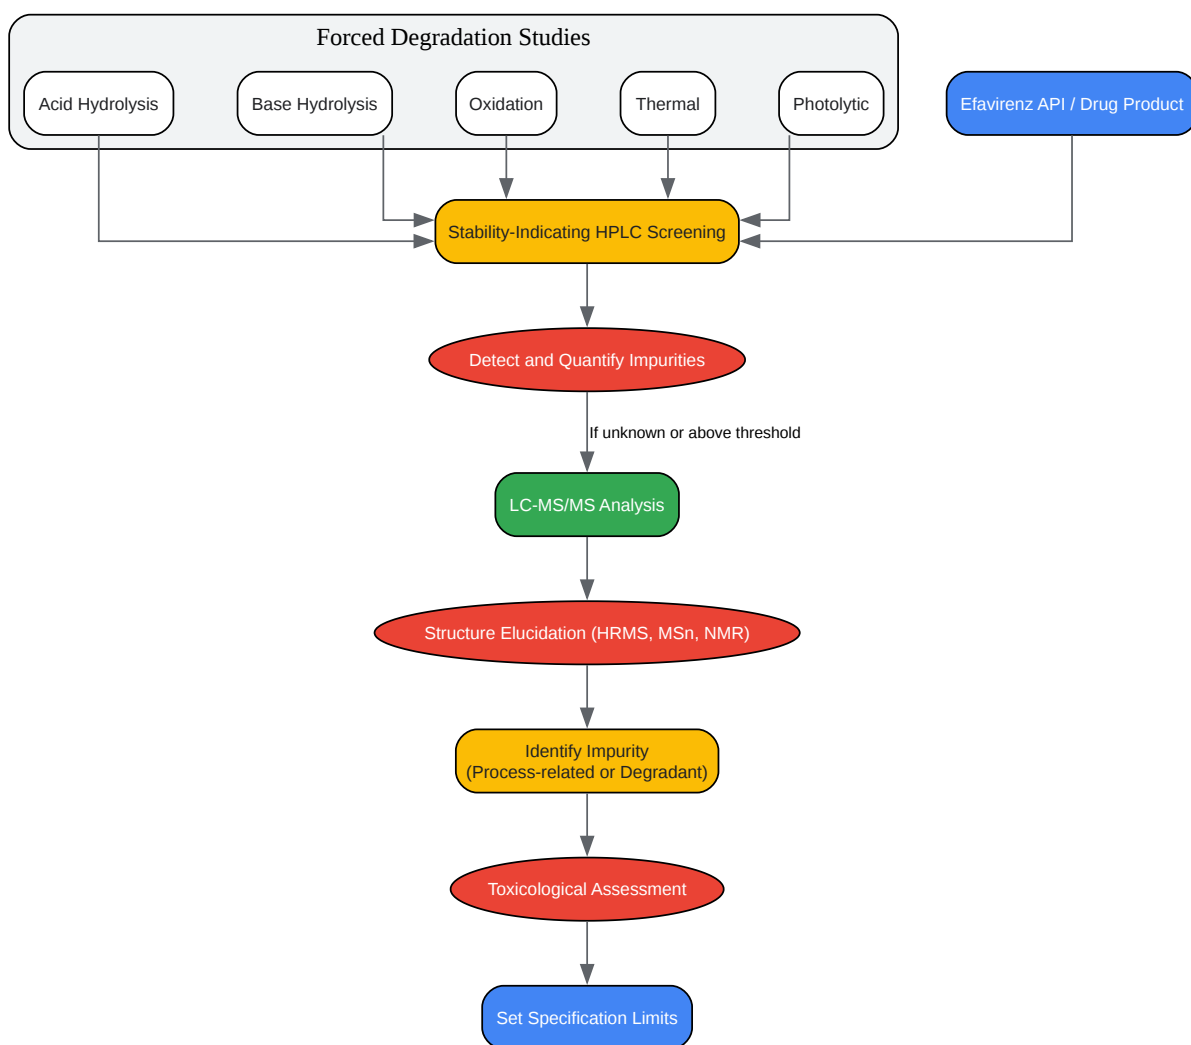 Forced Degradation Studies
Acid Hydrolysis
Base Hydrolysis
Oxidation
Thermal
Photolytic
Efavirenz API / Drug Product
Stability-Indicating HPLC Screening
Detect and Quantify Impurities
If unknown or above threshold
LC-MS/MS Analysis
Structure Elucidation (HRMS, MSn, NMR)
Identify Impurity
(Process-related or Degradant)
Toxicological Assessment
Set Specification Limits